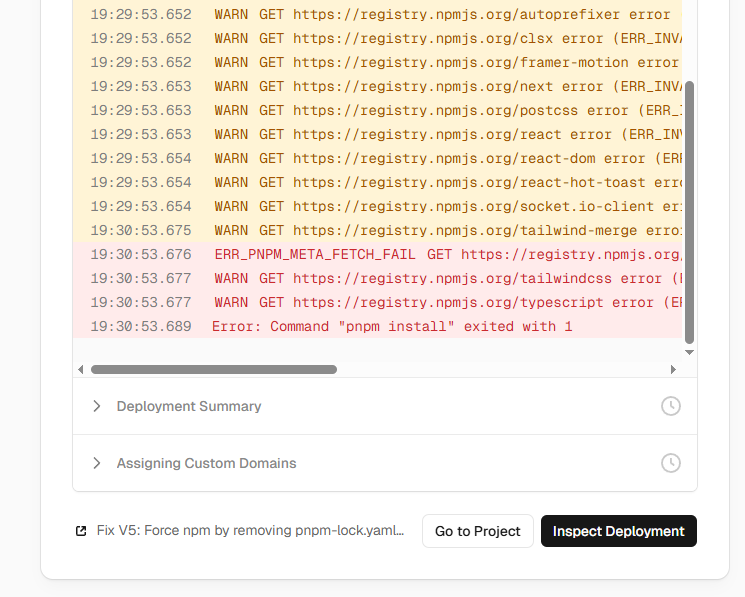 19:29:53.652 WARN GET https://registry.npmjs.org/autoprefixer error
19:29:53.652 WARN GET https://registry.npmjs.org/clsx error (ERR_INVA
19:29:53.652 WARN GET https://registry.npmjs.org/framer-motion error
19:29:53.653 WARN GET https://registry.npmjs.org/next error (ERR_INVA
19:29:53.653 WARN GET https://registry.npmjs.org/postcss error (ERR_I
19:29:53.653 WARN GET https://registry.npmjs.org/react error (ERR_INV
19:29:53.654 WARN GET https://registry.npmjs.org/react-dom error (ERR
19:29:53.654 WARN GET https://registry.npmjs.org/react-hot-toast erro
19:29:53.654 WARN GET https://registry.npmjs.org/socket.io-client err
19:30:53.675 WARN GET https://registry.npmjs.org/tailwind-merge error
19:30:53.676 ERR_PNPM_META_FETCH_FAIL GET https://registry.npmjs.org/
19:30:53.677 WARN GET https://registry.npmjs.org/tailwindcss error (E
19:30:53.677 WARN GET https://registry.npmjs.org/typescript error (ER
19:30:53.689 Error: Command "pnpm install" exited with 1
Deployment Summary
Assigning Custom Domains
Fix V5: Force npm by removing pnpm-lock.yaml...
Go to Project
Inspect Deployment